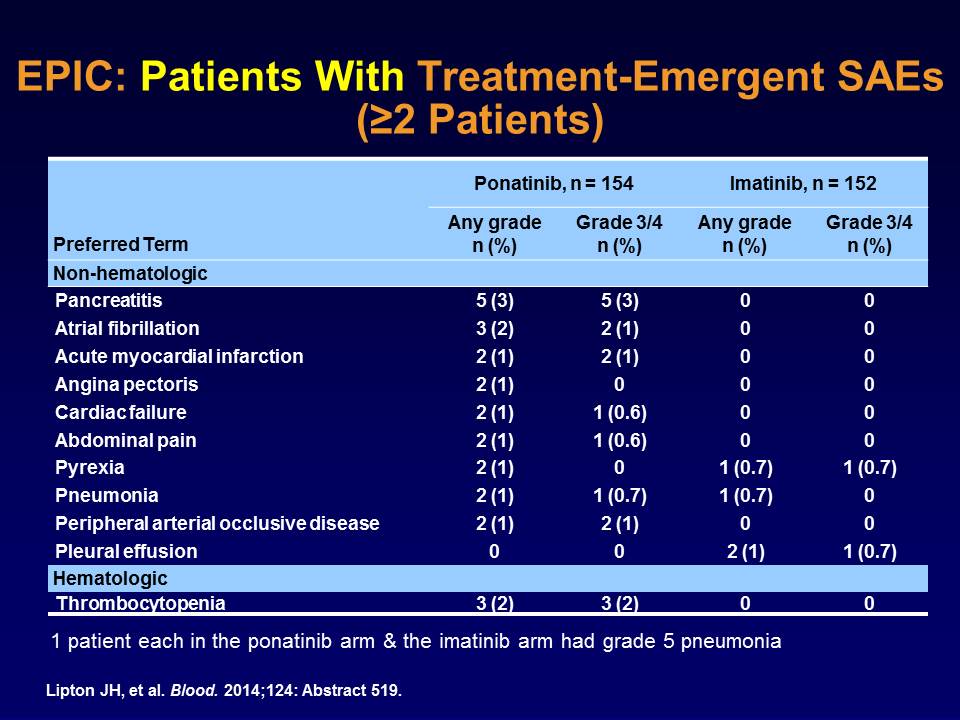 EPIC: Patients With Treatment-Emergent SAEs
(≥2 Patients)
Ponatinib, n = 154 Imatinib, n = 152
Preferred Term Any grade n (%) Grade 3/4 n (%) Any grade n (%) Grade 3/4 n (%)
Non-hematologic
Pancreatitis 5 (3) 5 (3) 0 0
Atrial fibrillation 3 (2) 2 (1) 0 0
Acute myocardial infarction 2 (1) 2 (1) 0 0
Angina pectoris 2 (1) 0 0 0
Cardiac failure 2 (1) 1 (0.6) 0 0
Abdominal pain 2 (1) 1 (0.6) 0 0
Pyrexia 2 (1) 0 1 (0.7) 1 (0.7)
Pneumonia 2 (1) 1 (0.7) 1 (0.7) 0
Peripheral arterial occlusive disease 2 (1) 2 (1) 0 0
Pleural effusion 0 0 2 (1) 1 (0.7)
Hematologic
Thrombocytopenia 3 (2) 3 (2) 0 0
1 patient each in the ponatinib arm & the imatinib arm had grade 5 pneumonia
Lipton JH, et al. Blood. 2014;124: Abstract 519.